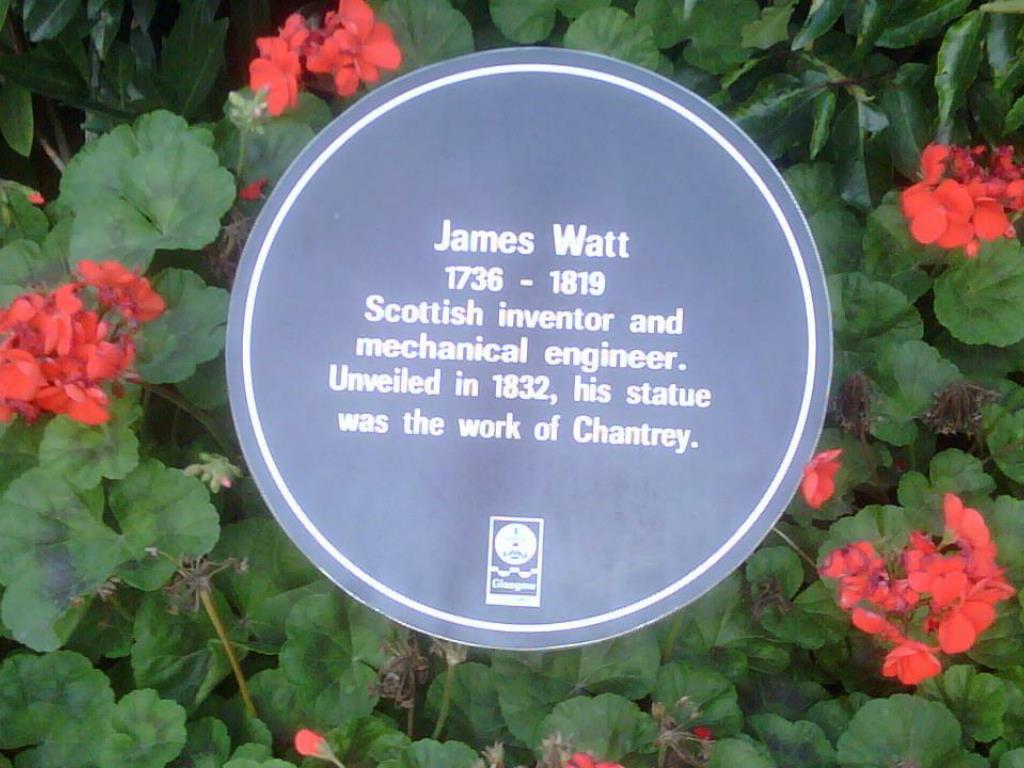 James Watt
1736 - 1819
Scottish inventor and
mechanical engineer.
Unveiled in 1832, his statue
was the work of Chantrey.
Glasgow